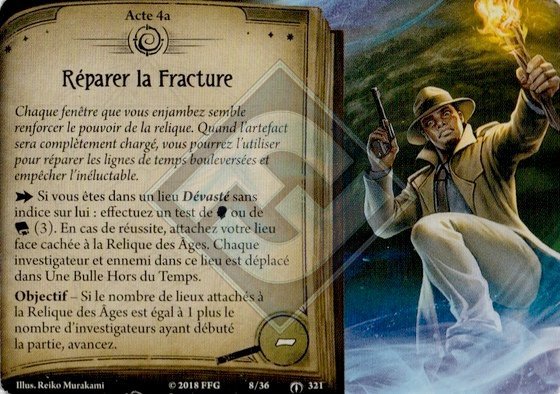 Acte 4a
Réparer la Fracture
Chaque fenêtre que vous enjambez semble
renforcer le pouvoir de la relique. Quand l'artefact
sera complètement chargé, vous pourrez l'utiliser
pour réparer les lignes de temps bouleversées et
empêcher l'inéluctable.
Si vous êtes dans un lieu Dévasté sans
indice sur lui : effectuez un test de ou de
(3). En cas de réussite, attachez votre lieu
face cachée à la Relique des Âges. Chaque
investigateur et ennemi dans ce lieu est déplacé
dans Une Bulle Hors du Temps.
Objectif – Si le nombre de lieux attachés à
la Relique des Âges est égal à 1 plus le
nombre d'investigateurs ayant débuté
la partie, avancez.
–
Illus. Reiko Murakami © 2018 FFG 8/36 321